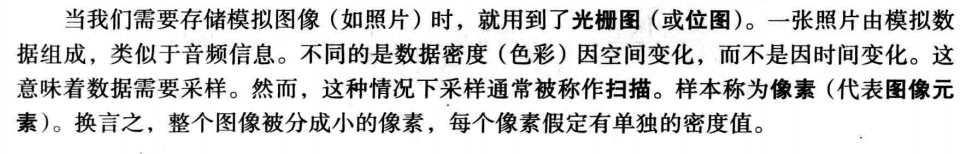 当我们需要存储模拟图像（如照片）时，就用到了光栅图（或位图）。一张照片由模拟数
据组成，类似于音频信息。不同的是数据密度（色彩）因空间变化，而不是因时间变化。这
意味着数据需要采样。然而，这种情况下采样通常被称作扫描。样本称为像素（代表图像元
素）。换言之，整个图像被分成小的像素，每个像素假定有单独的密度值。